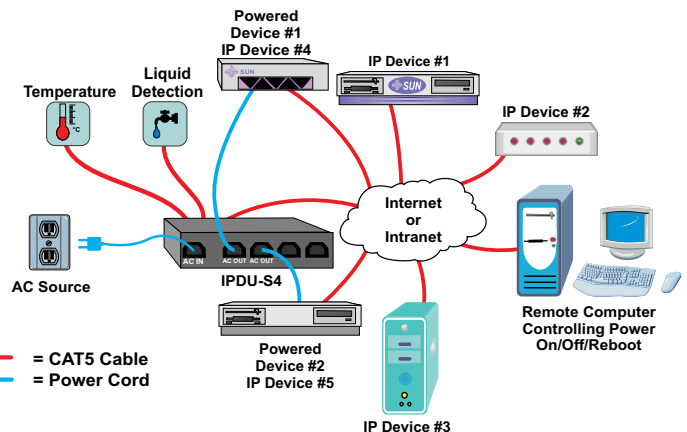 Powered
Device #1
IP Device #4
SUN
IP Device #1
SUN
IP Device #2
Temperature
°C
Liquid
Detection
Internet
or
Intranet
AC IN
AC OUT
AC OUT
IPDU-S4
AC Source
Remote Computer
Controlling Power
On/Off/Reboot
Powered
Device #2
IP Device #5
= CAT5 Cable
= Power Cord
IP Device #3